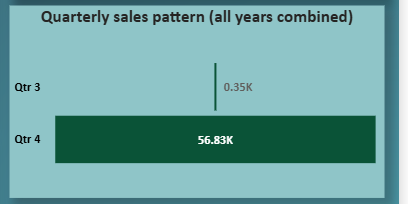 Quarterly sales pattern (all years combined)
Qtr 3
0.35K
Qtr 4
56.83K